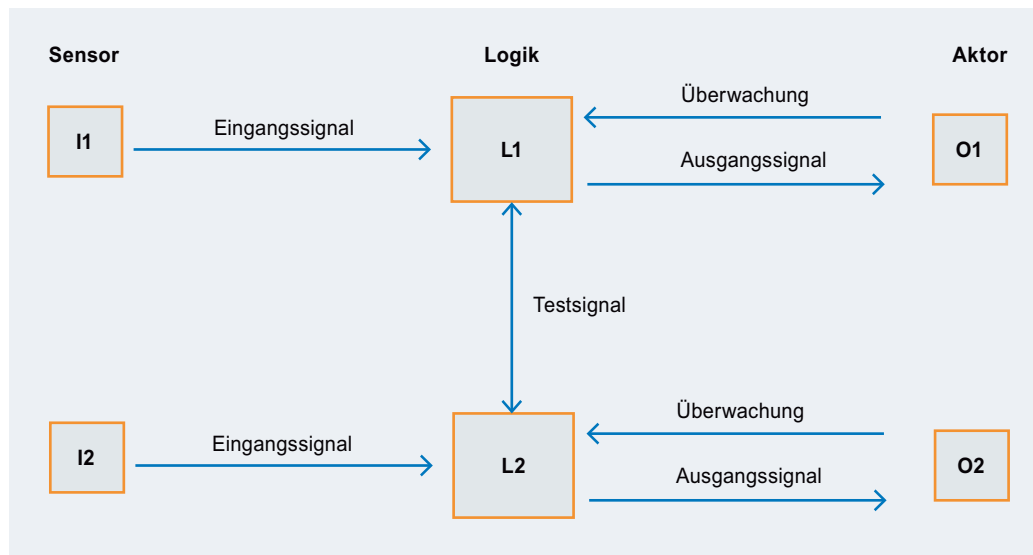 Sensor
Logik
Aktor
I1
Eingangssignal
L1
Überwachung
Ausgangssignal
O1
Testsignal
I2
Eingangssignal
L2
Überwachung
Ausgangssignal
O2